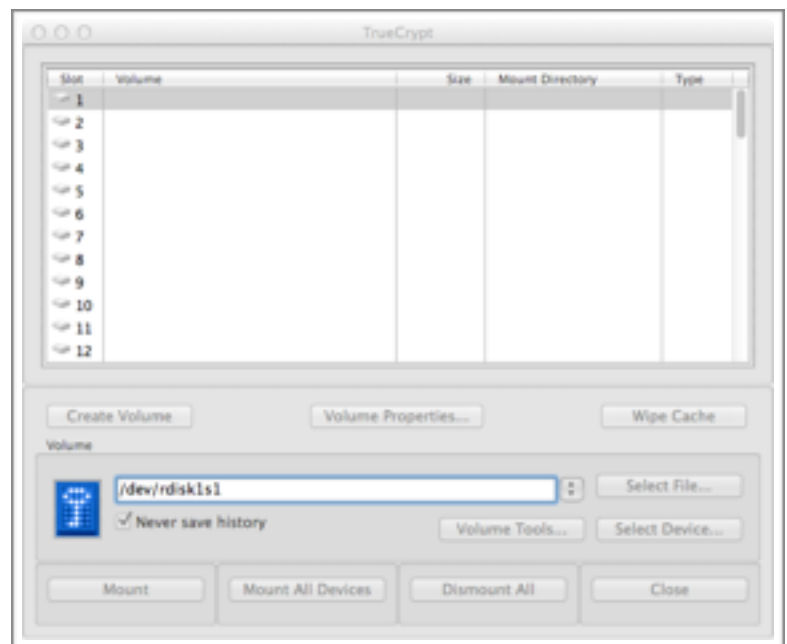 TrueCrypt
Slot Volume Size Mount Directory Type
1
2
3
4
5
6
7
8
9
10
11
12
Create Volume Volume Properties... Wipe Cache
Volume
/dev/rdisk1s1 Select File...
Never save history Volume Tools... Select Device...
Mount Mount All Devices Dismount All Close